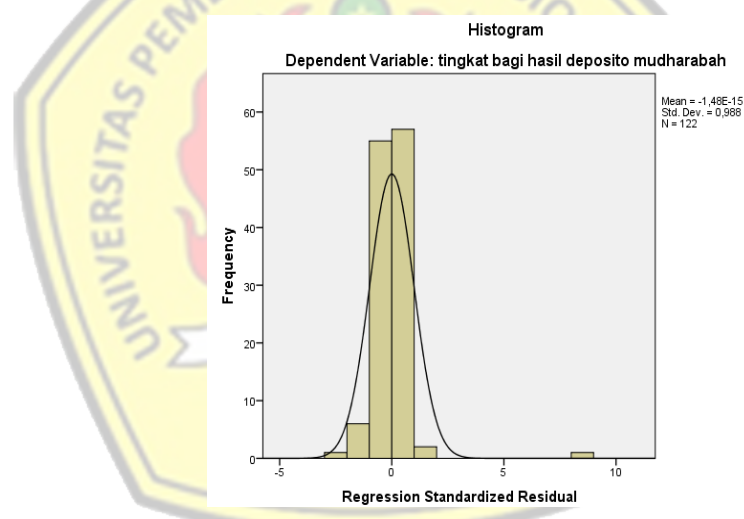 Histogram
Dependent Variable: tingkat bagi hasil deposito mudharabah
Mean = -1,48E-15
Std. Dev. = 0,988
N = 122
60
50
40
30
20
10
0
Frequency
-5 0 5 10
Regression Standardized Residual
UNIVERSITAS